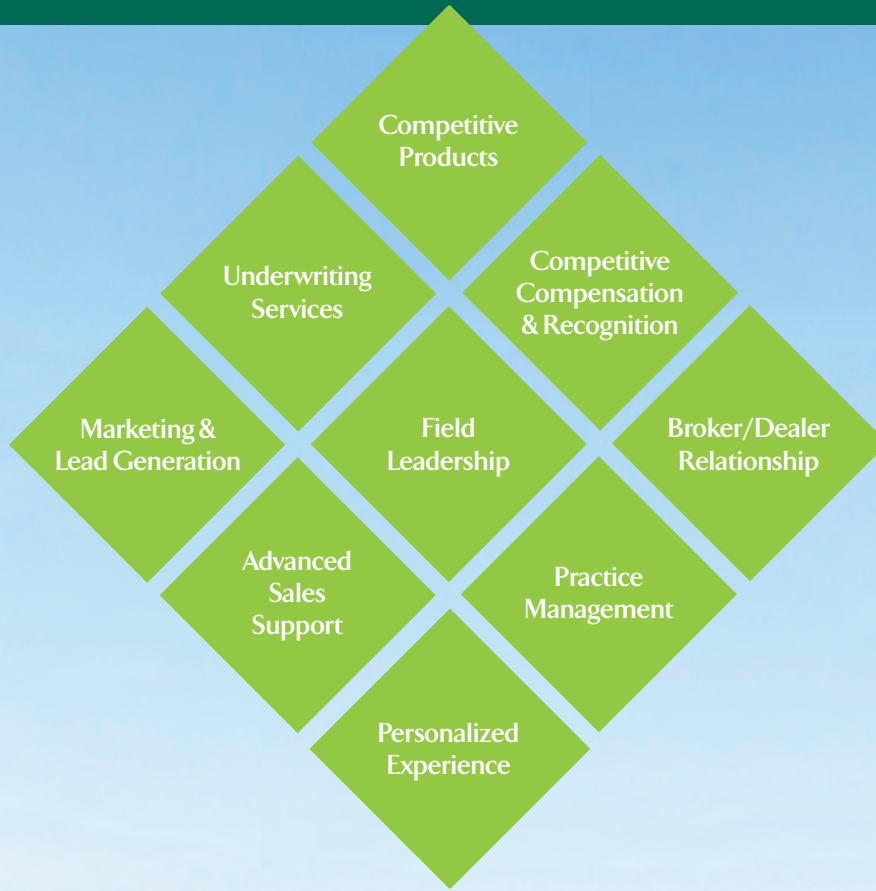 Competitive
Products
Underwriting
Services
Competitive
Compensation
& Recognition
Marketing &
Lead Generation
Field
Leadership
Broker/Dealer
Relationship
Advanced
Sales
Support
Practice
Management
Personalized
Experience